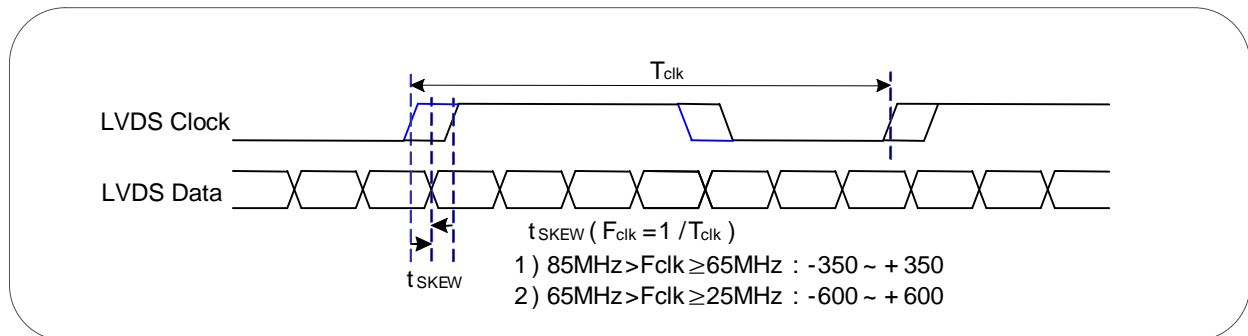 Tclk
LVDS Clock
LVDS Data
tSKEW ( Fclk = 1 / Tclk )
1 ) 85MHz>Fclk≥65MHz : -350 ~ + 350
tSKEW
2 ) 65MHz>Fclk≥25MHz : -600 ~ + 600